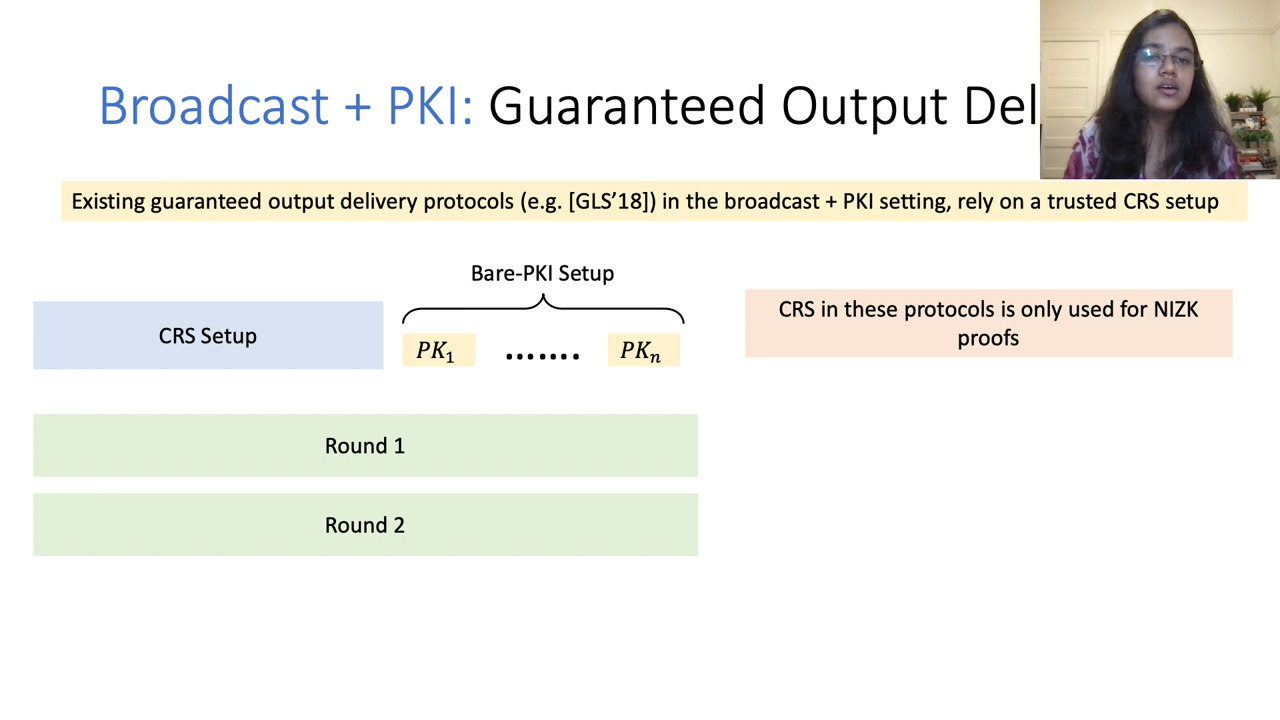 Broadcast + PKI: Guaranteed Output Del
Existing guaranteed output delivery protocols (e.g. [GLS'18]) in the broadcast + PKI setting, rely on a trusted CRS setup
Bare-PKI Setup
CRS Setup
PK₁ ....... PKₙ
CRS in these protocols is only used for NIZK
proofs
Round 1
Round 2